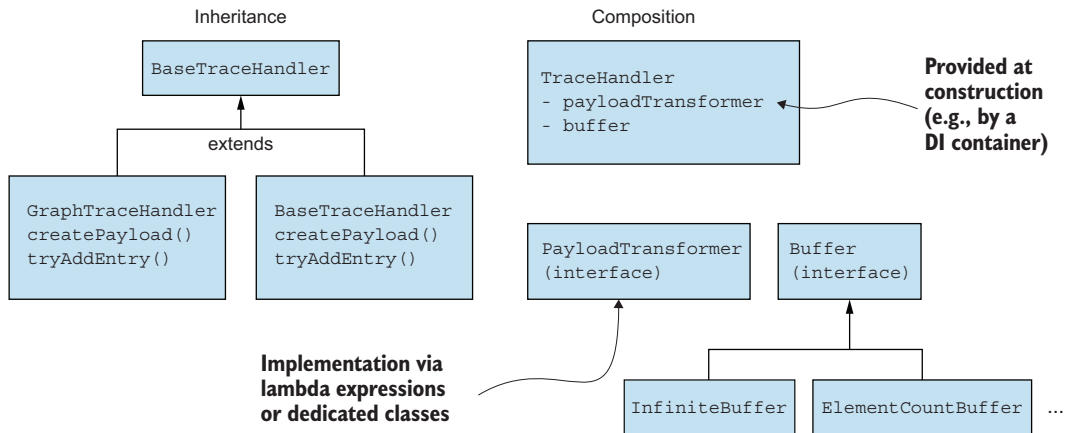 Inheritance
BaseTraceHandler
extends
GraphTraceHandler
createPayload()
tryAddEntry()
BaseTraceHandler
createPayload()
tryAddEntry()
Composition
TraceHandler
- payloadTransformer
- buffer
Provided at
construction
(e.g., by a
DI container)
PayloadTransformer
(interface)
Buffer
(interface)
Implementation via
lambda expressions
or dedicated classes
InfiniteBuffer
ElementCountBuffer
...